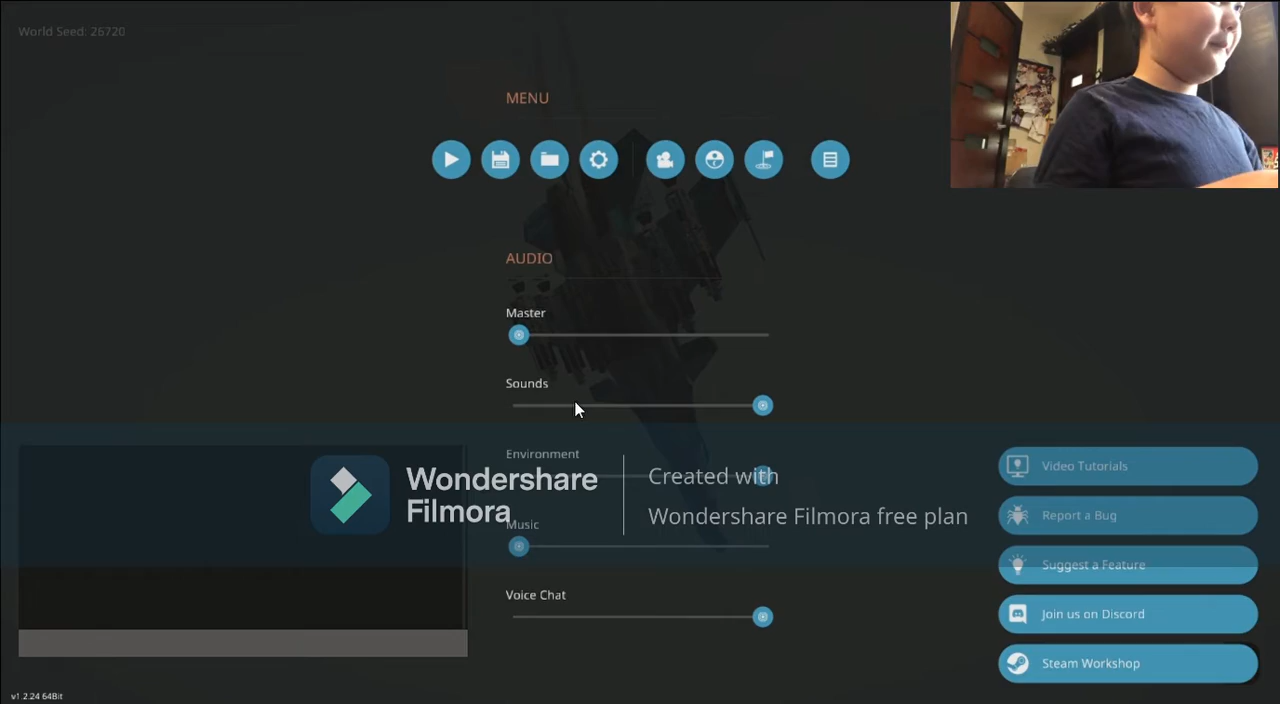 World Seed: 26720
MENU
AUDIO
Master
Sounds
Environment
Music
Voice Chat
Wondershare
Filmora
Created with
Wondershare Filmora free plan
Video Tutorials
Report a Bug
Suggest a Feature
Join us on Discord
Steam Workshop
v1.2.24 64Bit